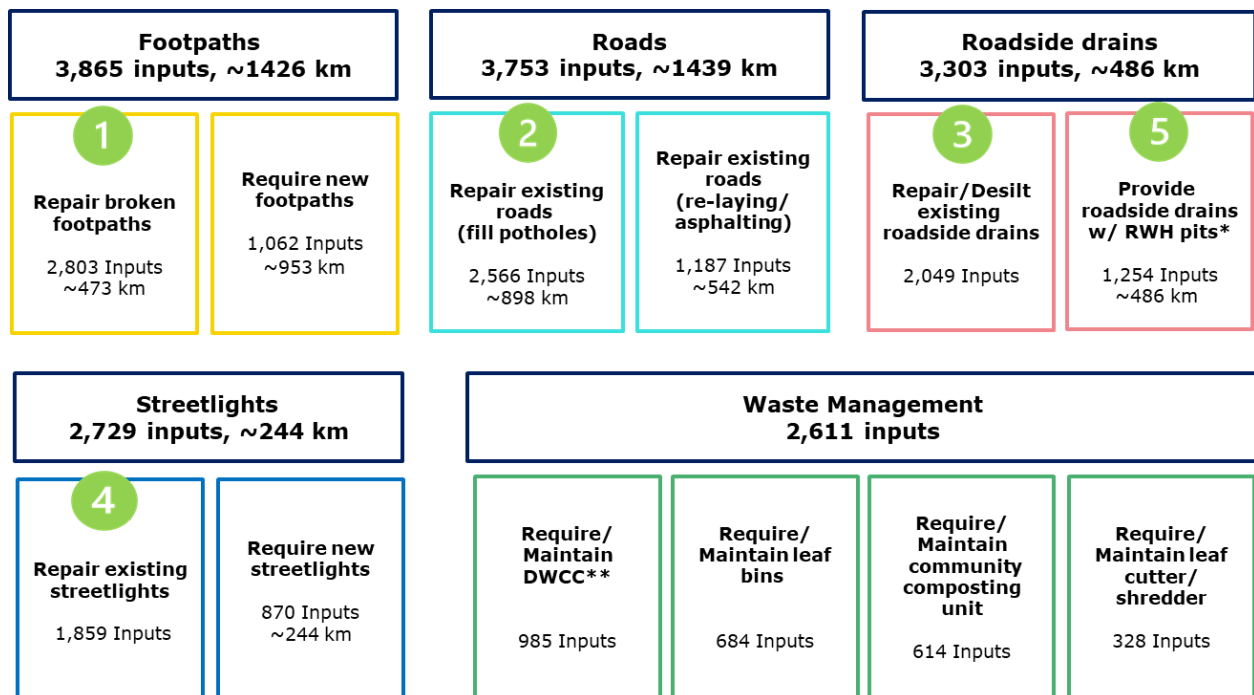 Footpaths
3,865 inputs, ~1426 km
1
Repair broken
footpaths
2,803 Inputs
~473 km
Require new
footpaths
1,062 Inputs
~953 km
Roads
3,753 inputs, ~1439 km
2
Repair existing
roads
(fill potholes)
2,566 Inputs
~898 km
Repair existing
roads
(re-laying/
asphalting)
1,187 Inputs
~542 km
Roadside drains
3,303 inputs, ~486 km
3
Repair/Desilt
existing
roadside drains
2,049 Inputs
5
Provide
roadside drains
w/ RWH pits*
1,254 Inputs
~486 km
Streetlights
2,729 inputs, ~244 km
4
Repair existing
streetlights
1,859 Inputs
Require new
streetlights
870 Inputs
~244 km
Waste Management
2,611 inputs
Require/
Maintain
DWCC**
985 Inputs
Require/
Maintain leaf
bins
684 Inputs
Require/
Maintain
community
composting
unit
614 Inputs
Require/
Maintain leaf
cutter/
shredder
328 Inputs